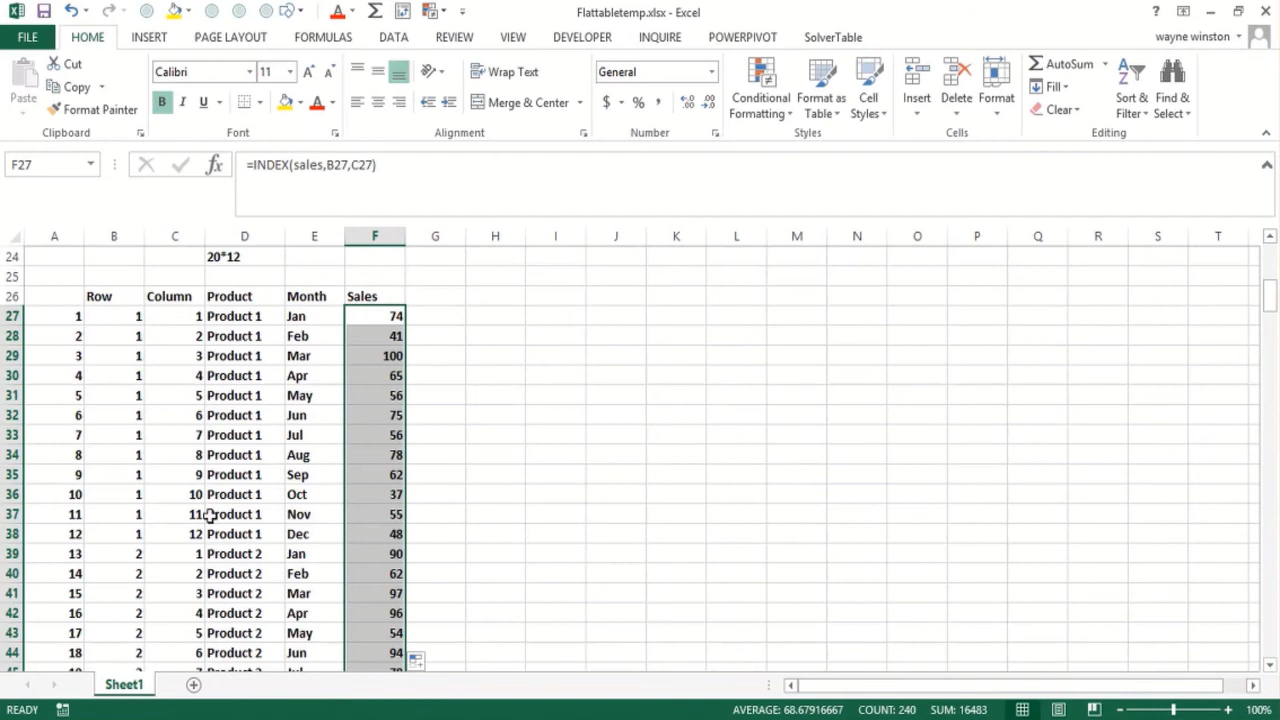 Flattabletemp.xlsx - Excel
FILE HOME INSERT PAGE LAYOUT FORMULAS DATA REVIEW VIEW DEVELOPER INQUIRE POWERPIVOT SolverTable wayne winston
Paste
Cut
Copy
Format Painter
Clipboard
Calibri 11
B I U
Font
Wrap Text
Merge & Center
Alignment
General
$ % ,
Number
Conditional Formatting
Format as Table
Cell Styles
Styles
Insert Delete Format
Cells
AutoSum
Fill
Clear
Sort & Filter
Find & Select
Editing
F27 fx =INDEX(sales,B27,C27)
A B C D E F G H I J K L M N O P Q R S T
24 20*12
25
26 Row Column Product Month Sales
27 1 1 1 Product 1 Jan 74
28 2 1 2 Product 1 Feb 41
29 3 1 3 Product 1 Mar 100
30 4 1 4 Product 1 Apr 65
31 5 1 5 Product 1 May 56
32 6 1 6 Product 1 Jun 75
33 7 1 7 Product 1 Jul 56
34 8 1 8 Product 1 Aug 78
35 9 1 9 Product 1 Sep 62
36 10 1 10 Product 1 Oct 37
37 11 1 11 Product 1 Nov 55
38 12 1 12 Product 1 Dec 48
39 13 2 1 Product 2 Jan 90
40 14 2 2 Product 2 Feb 62
41 15 2 3 Product 2 Mar 97
42 16 2 4 Product 2 Apr 96
43 17 2 5 Product 2 May 54
44 18 2 6 Product 2 Jun 94
Sheet1
READY AVERAGE: 68.67916667 COUNT: 240 SUM: 16483 100%